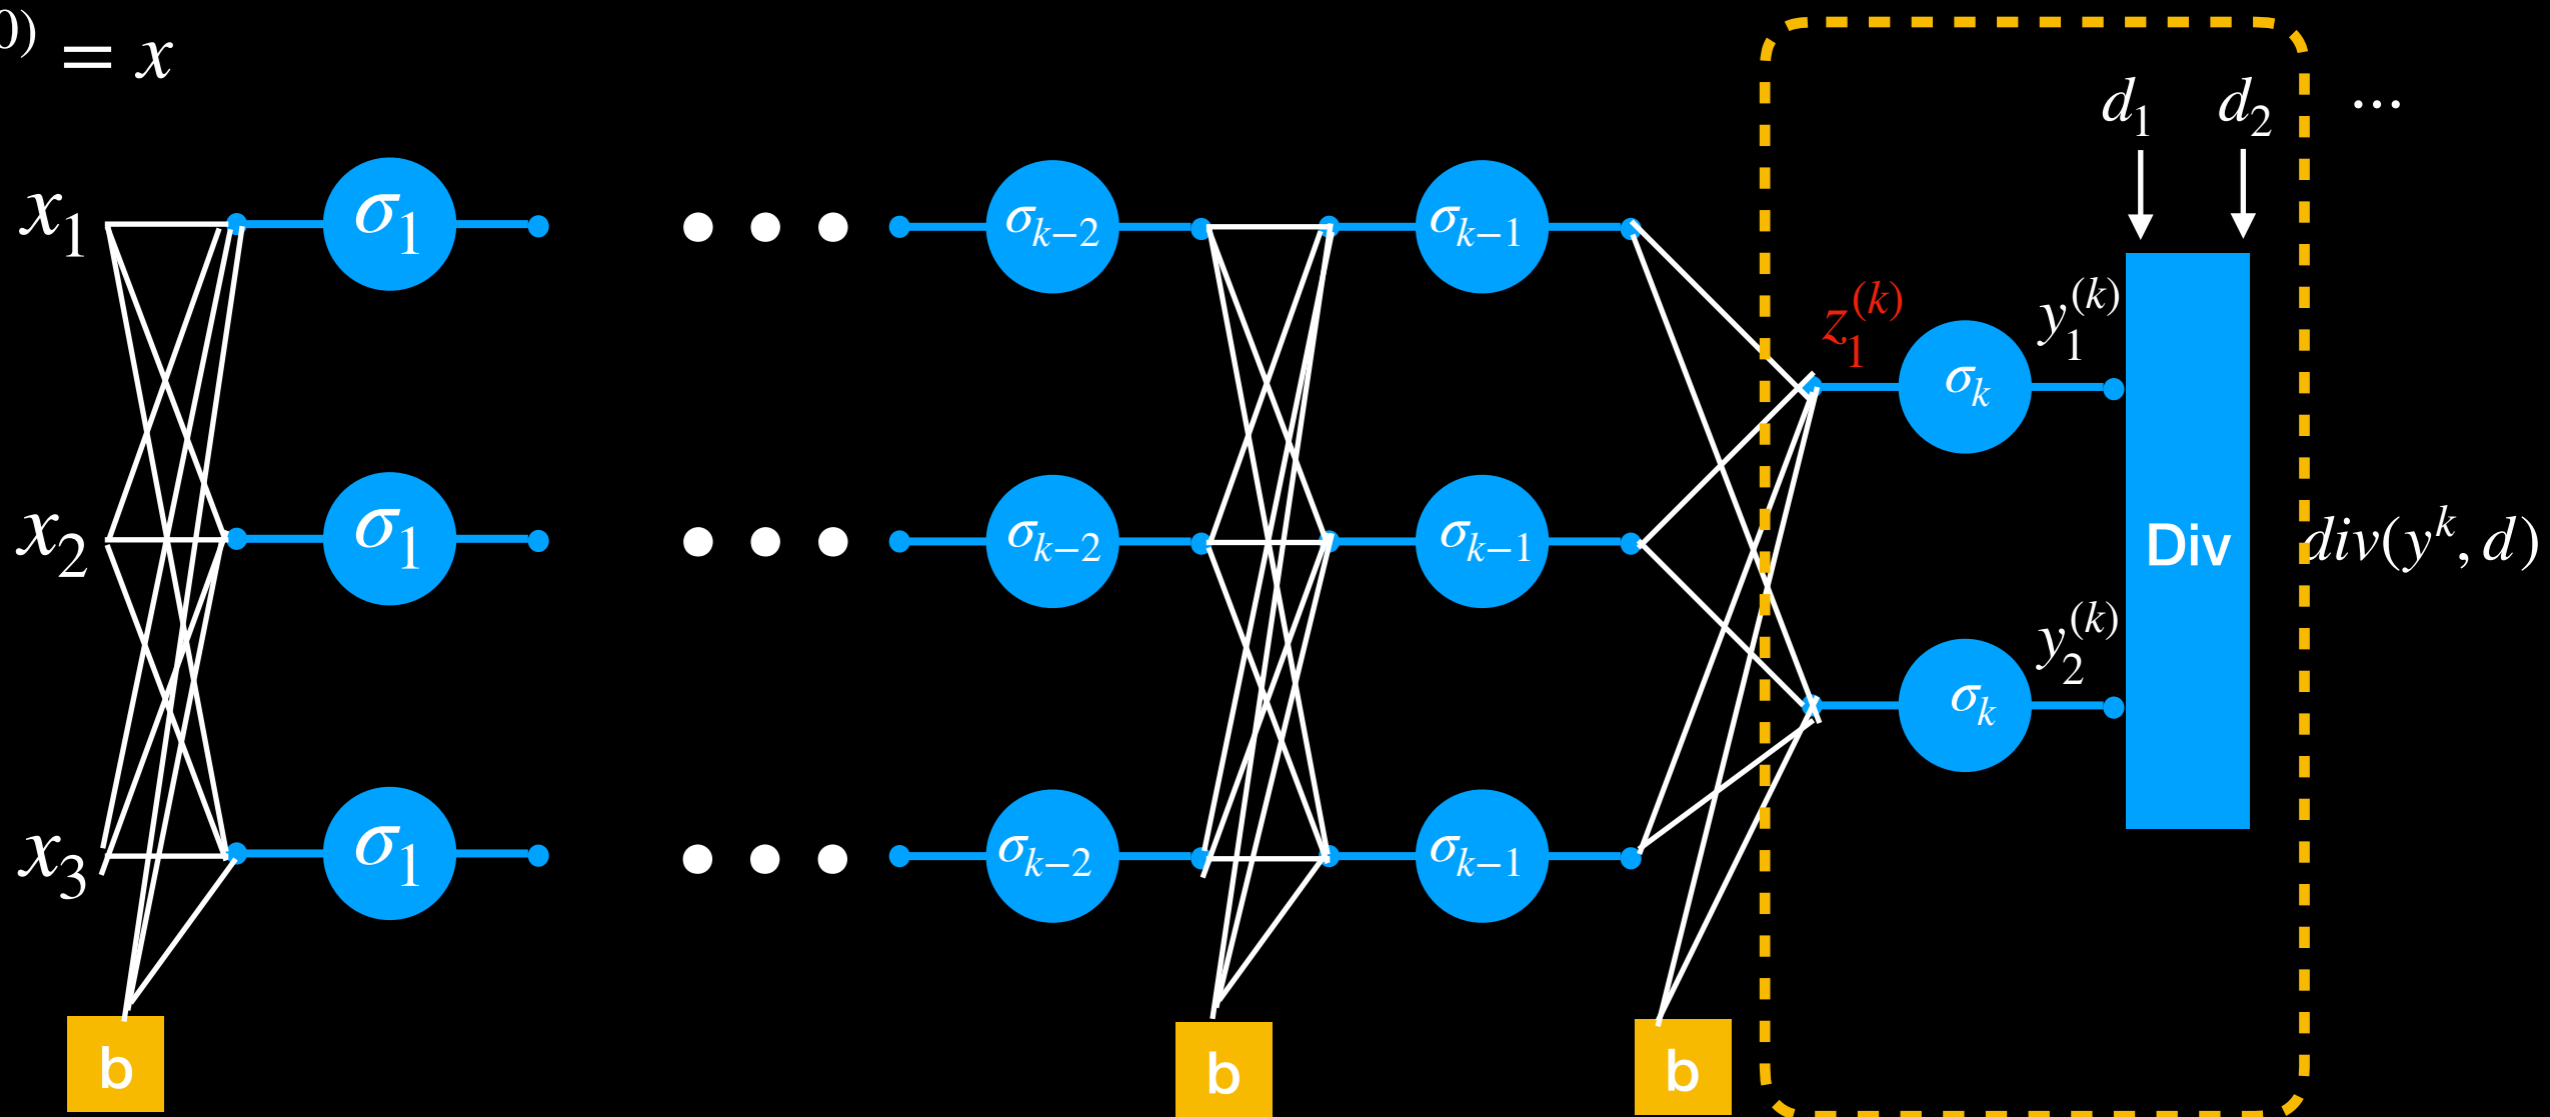 0) = x
d₁ d₂ ...
x₁ σ₁ σₖ₋₂ σₖ₋₁
z₁⁽ᵏ⁾ σₖ y₁⁽ᵏ⁾
x₂ σ₁ σₖ₋₂ σₖ₋₁ Div div(yᵏ, d)
σₖ y₂⁽ᵏ⁾
x₃ σ₁ σₖ₋₂ σₖ₋₁
b b b